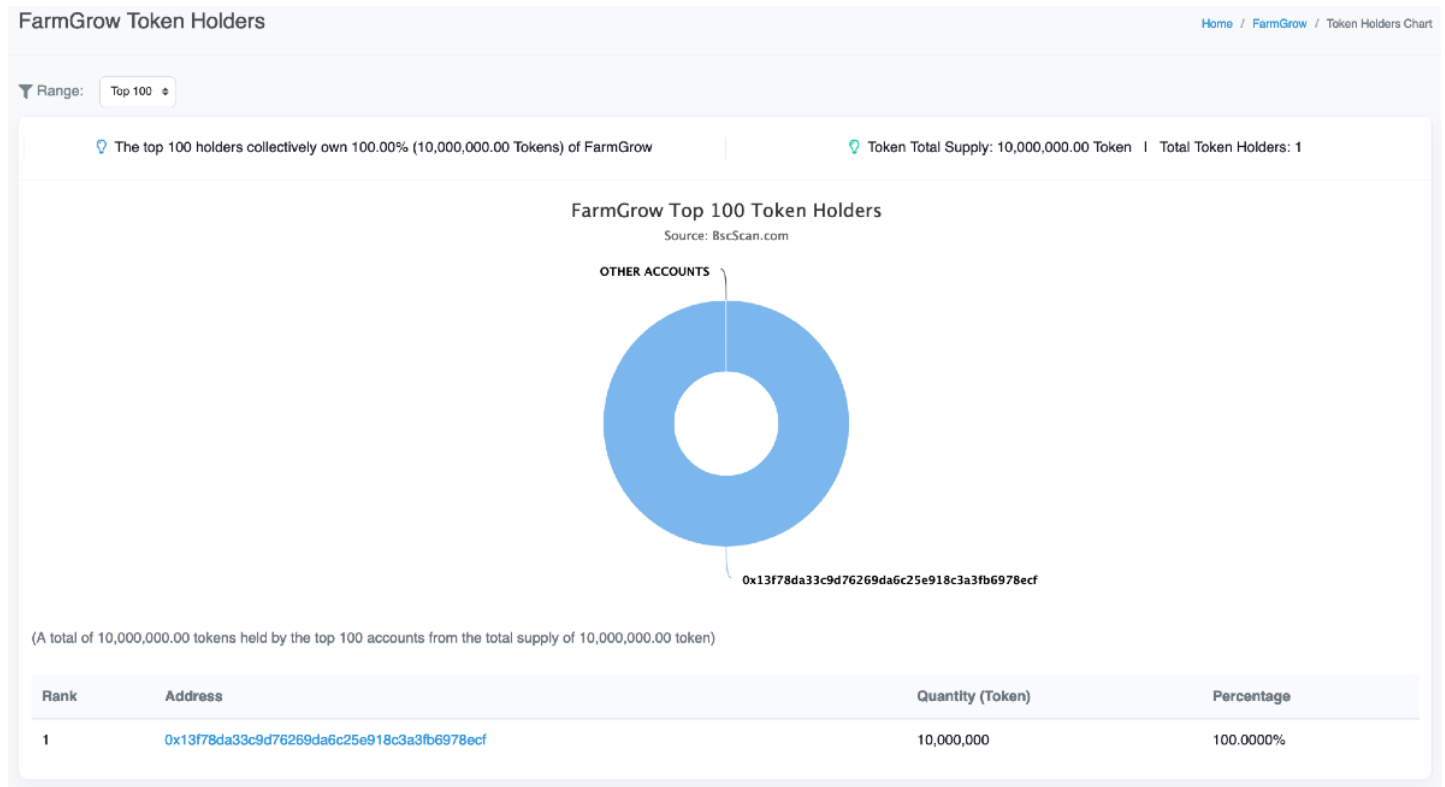 FarmGrow Token Holders
Home / FarmGrow / Token Holders Chart
Range: Top 100
The top 100 holders collectively own 100.00% (10,000,000.00 Tokens) of FarmGrow
Token Total Supply: 10,000,000.00 Token | Total Token Holders: 1
FarmGrow Top 100 Token Holders
Source: BscScan.com
OTHER ACCOUNTS
0x13f78da33c9d76269da6c25e918c3a3fb6978ecf
(A total of 10,000,000.00 tokens held by the top 100 accounts from the total supply of 10,000,000.00 token)
Rank Address Quantity (Token) Percentage
1 0x13f78da33c9d76269da6c25e918c3a3fb6978ecf 10,000,000 100.0000%